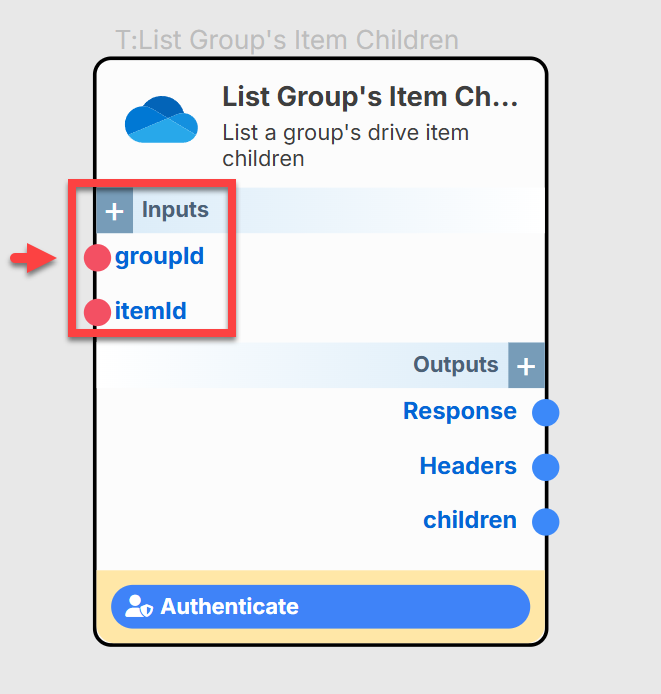 T:List Group's Item Children
List Group's Item Ch...
List a group's drive item
children
+ Inputs
groupId
itemId
Outputs +
Response
Headers
children
Authenticate